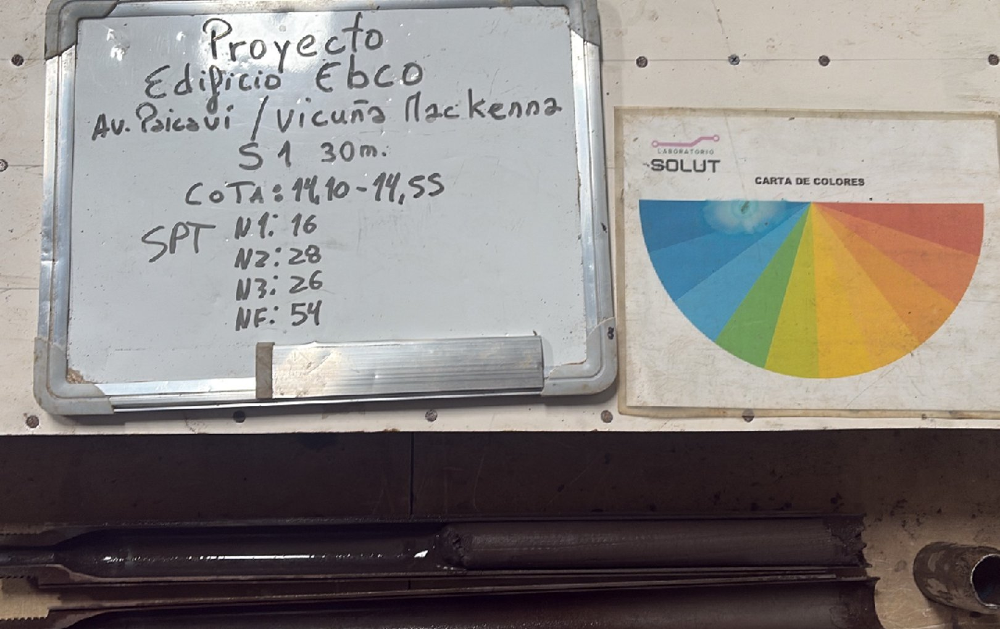 Proyecto
Edificio Ebco
Av. Paicaví / Vicuña Mackenna
S1 30m.
COTA: 14,10 - 14,55
SPT N1: 16
N2: 28
N3: 26
NF: 54
LABORATORIO
SOLUT
CARTA DE COLORES